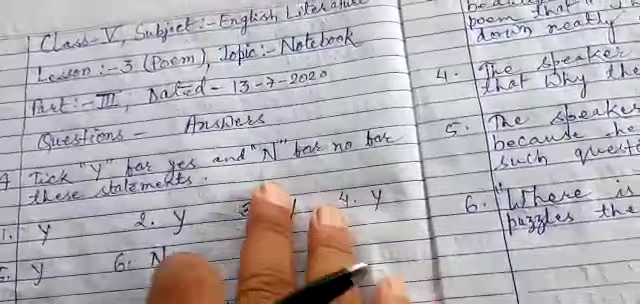 Class-V, Subject:- English Literature
Lesson:-3 (Poem), Topic:- Notebook
Part:- III, Dated- 13-7-2020
Questions- Answers
Tick "Y" for yes and "N" for no for
these statements.
1. Y 2. Y 4. Y
5. Y 6. N
poem that
down neatly
4. The speaker
that why the
5. The speaker
because the
such
6. "Where is
puzzles the